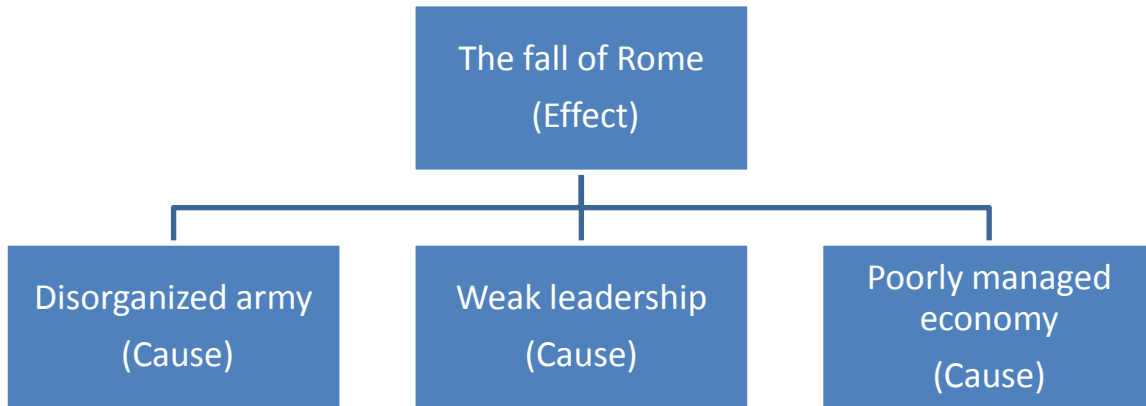 The fall of Rome
(Effect)
Disorganized army
(Cause)
Weak leadership
(Cause)
Poorly managed
economy
(Cause)